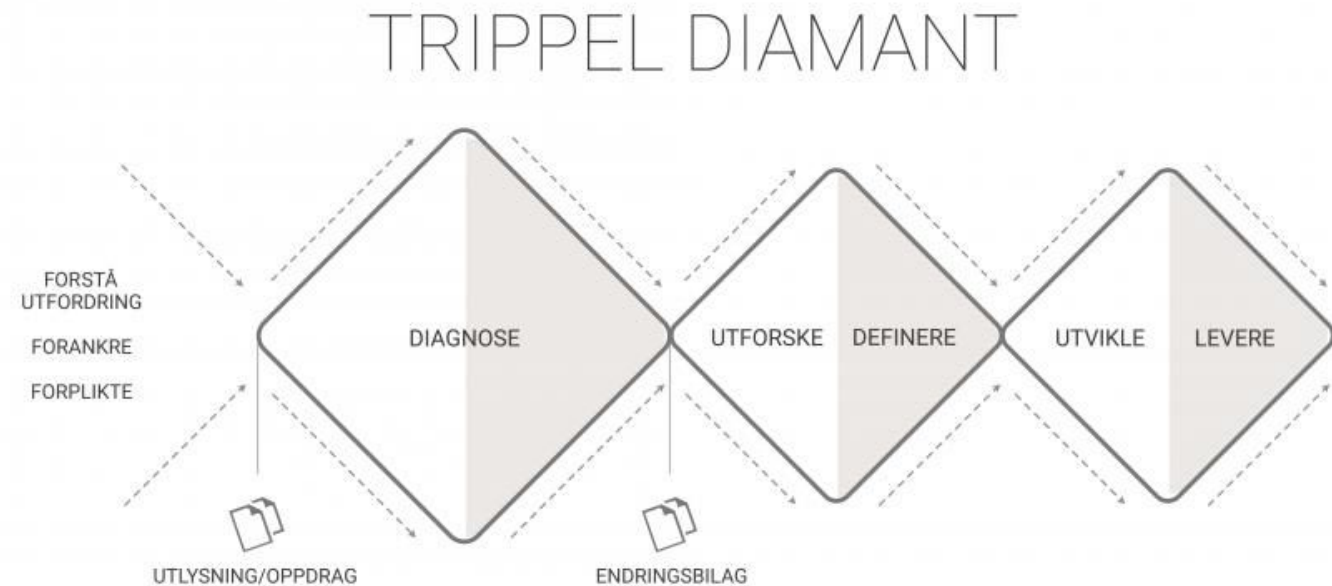 TRIPPEL DIAMANT
FORSTÅ
UTFORDRING
FORANKRE
FORPLIKTE
DIAGNOSE
UTFORSKE
DEFINERE
UTVIKLE
LEVERE
UTLYSNING/OPPDRAG
ENDRINGSBILAG